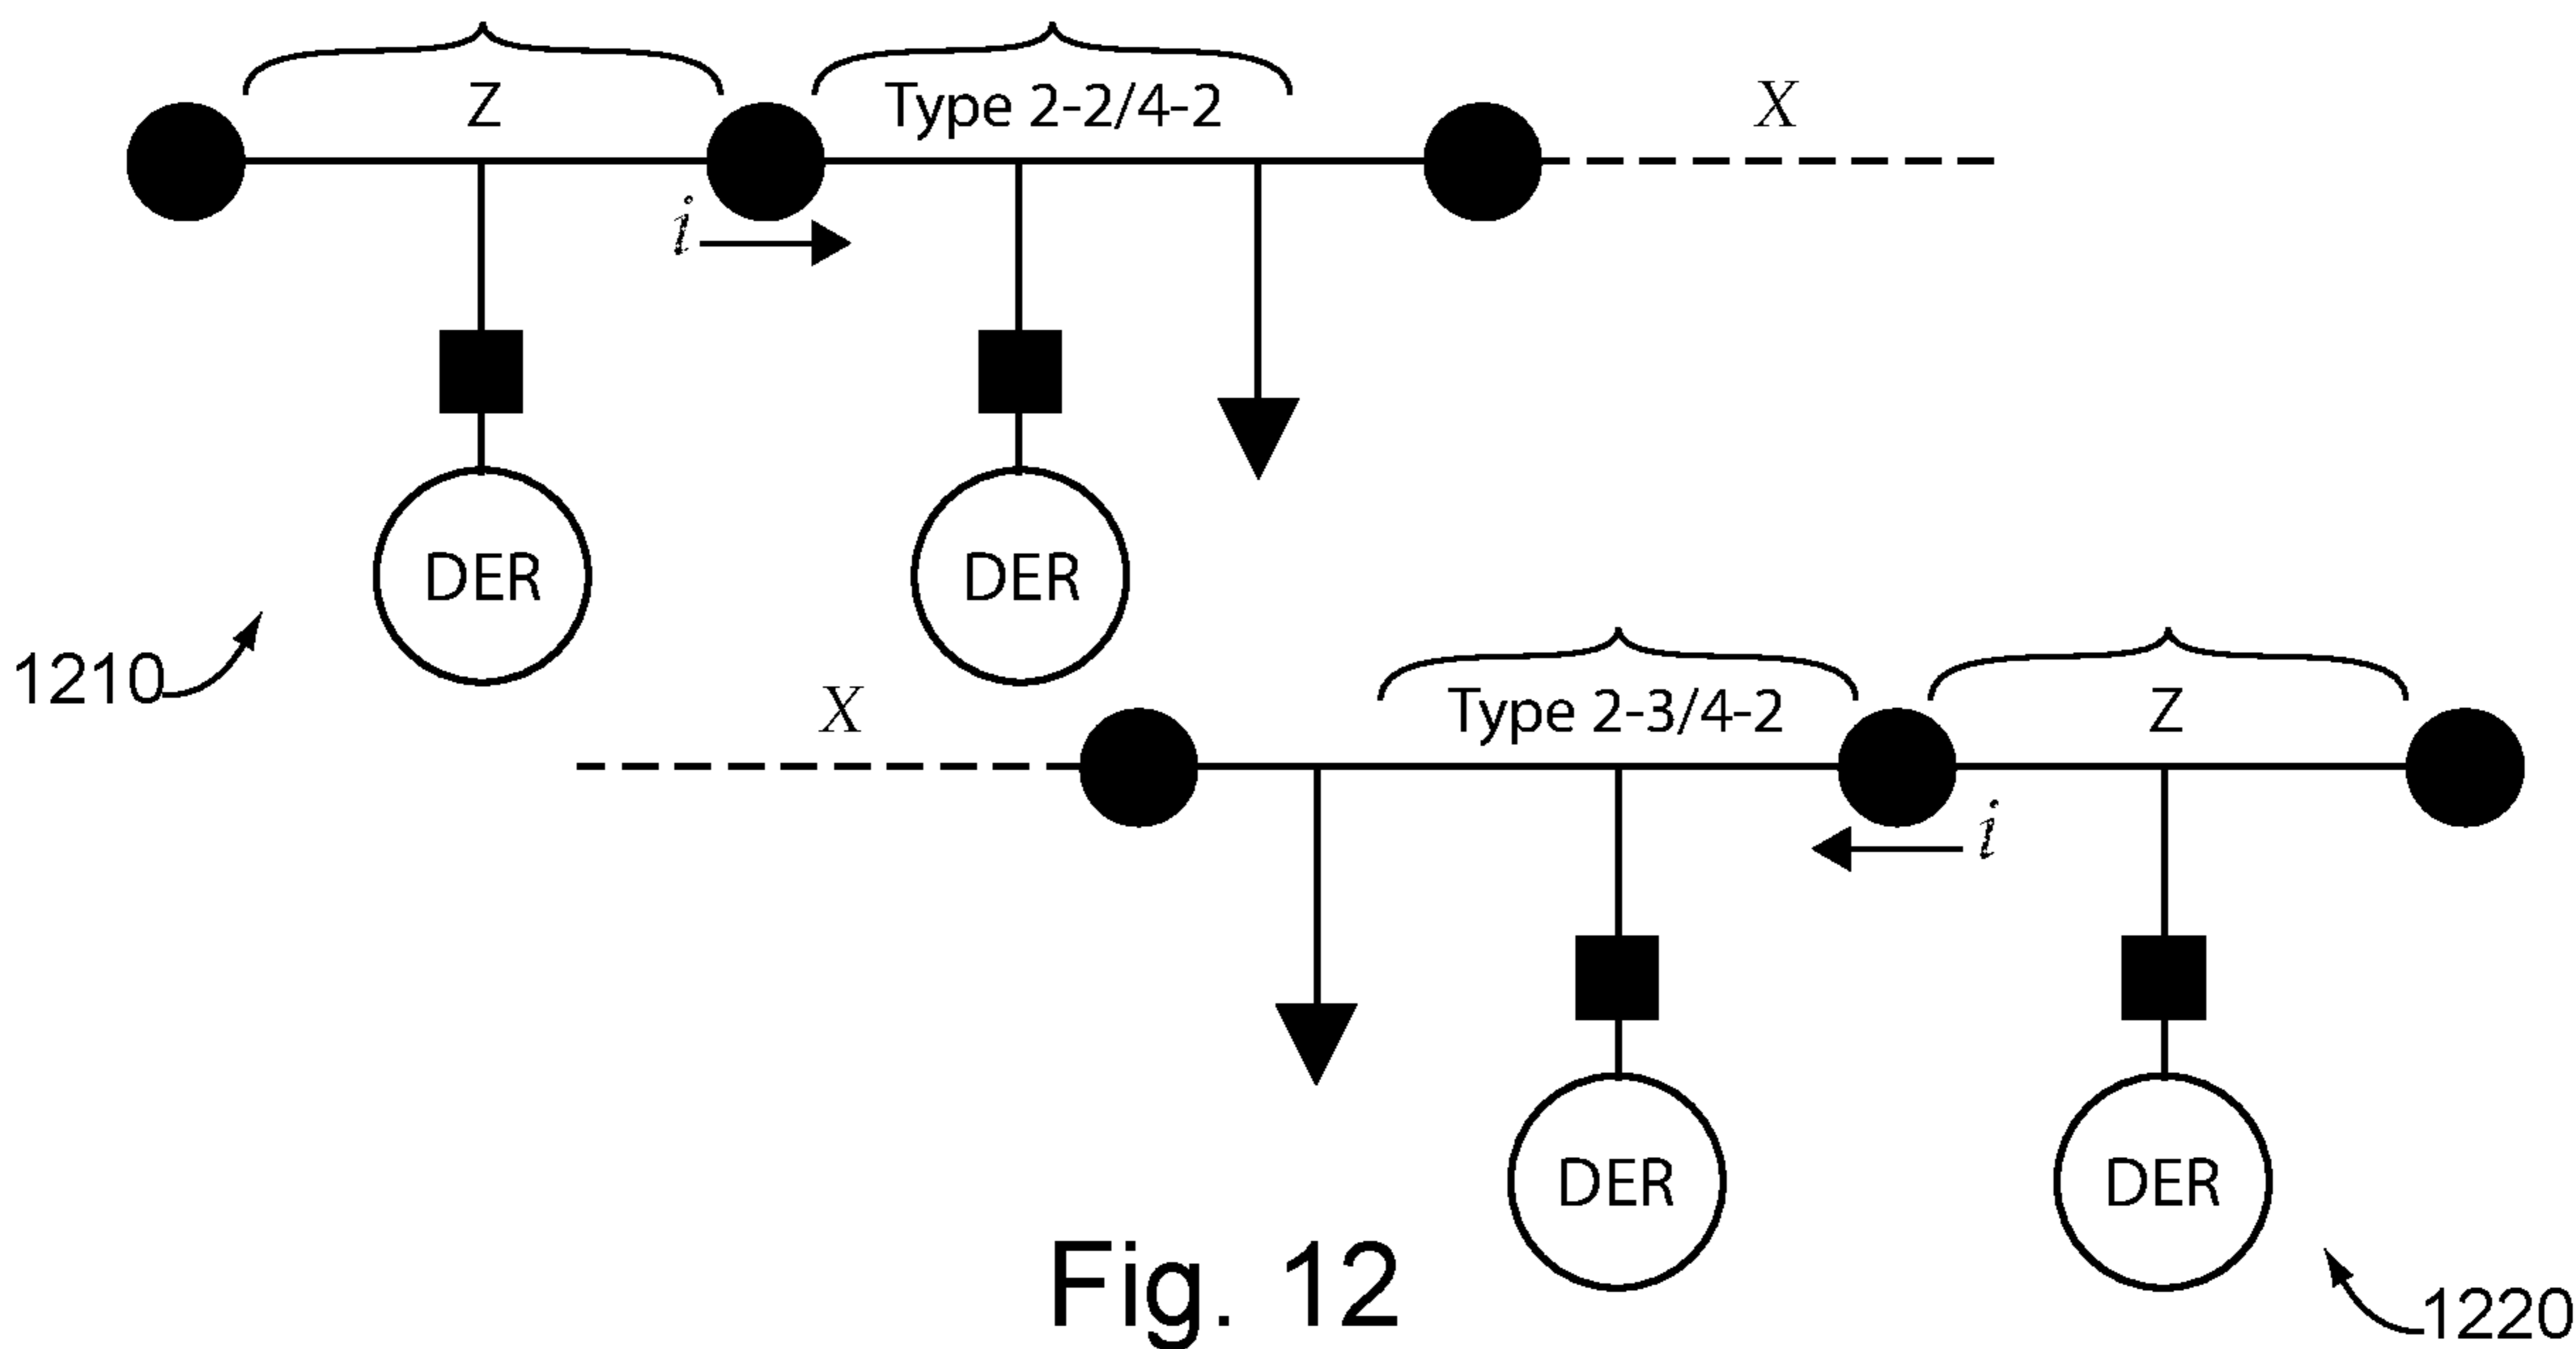 Z
Type 2-2/4-2
X
i
DER
DER
1210
X
Type 2-3/4-2
Z
i
DER
DER
Fig. 12
1220